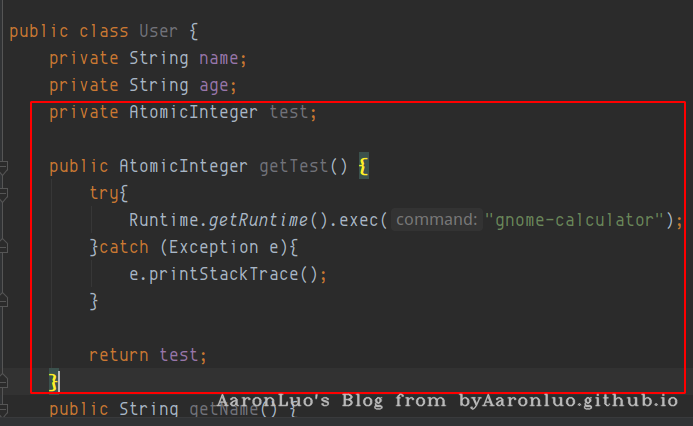 public class User {
private String name;
private String age;
private AtomicInteger test;
public AtomicInteger getTest() {
try{
Runtime.getRuntime().exec( command: "gnome-calculator");
}catch (Exception e){
e.printStackTrace();
}
return test;
}
AaronLuo's Blog from byAaronluo.github.io
public String getName() {